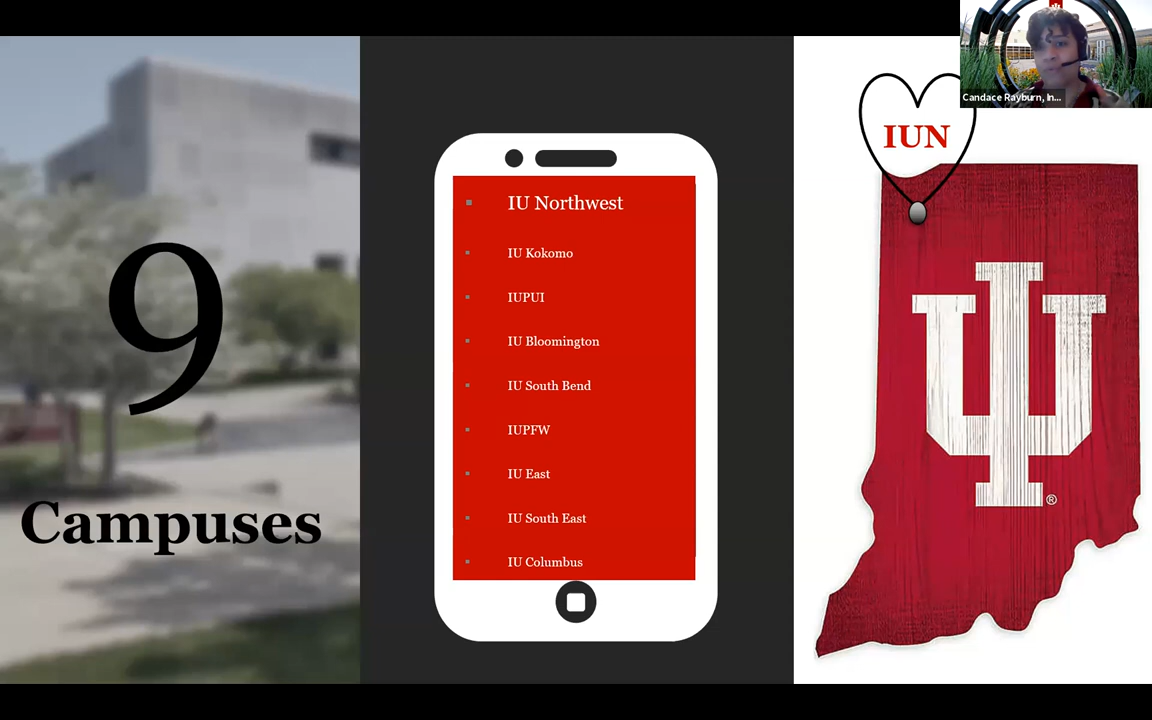 9
Campuses
IU Northwest
IU Kokomo
IUPUI
IU Bloomington
IU South Bend
IUPFW
IU East
IU South East
IU Columbus
IUN
IU
®
Candace Rayburn, In...